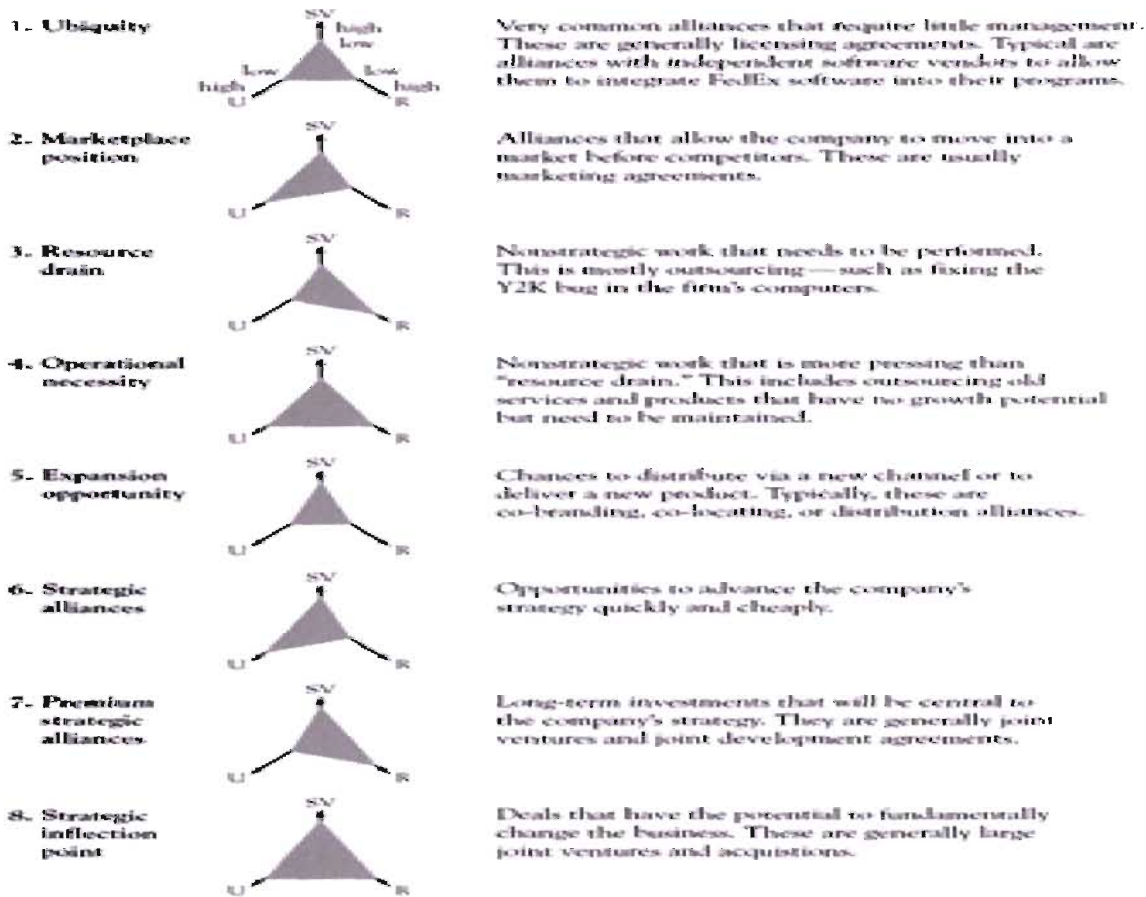 1. Ubiquity
SV
high
low
low
low
high
high
U
R
Very common alliances that require little management.
These are generally licensing agreements. Typical are
alliances with independent software vendors to allow
them to integrate FedEx software into their programs.
2. Marketplace
position
SV
U
R
Alliances that allow the company to move into a
market before competitors. These are usually
marketing agreements.
3. Resource
drain
SV
U
R
Nonstrategic work that needs to be performed.
This is mostly outsourcing—such as fixing the
Y2K bug in the firm's computers.
4. Operational
necessity
SV
U
R
Nonstrategic work that is more pressing than
"resource drain." This includes outsourcing old
services and products that have no growth potential
but need to be maintained.
5. Expansion
opportunity
SV
U
R
Chances to distribute via a new channel or to
deliver a new product. Typically, these are
co-branding, co-locating, or distribution alliances.
6. Strategic
alliances
SV
U
R
Opportunities to advance the company's
strategy quickly and cheaply.
7. Premium
strategic
alliances
SV
U
R
Long-term investments that will be central to
the company's strategy. They are generally joint
ventures and joint development agreements.
8. Strategic
inflection
point
SV
U
R
Deals that have the potential to fundamentally
change the business. These are generally large
joint ventures and acquistions.